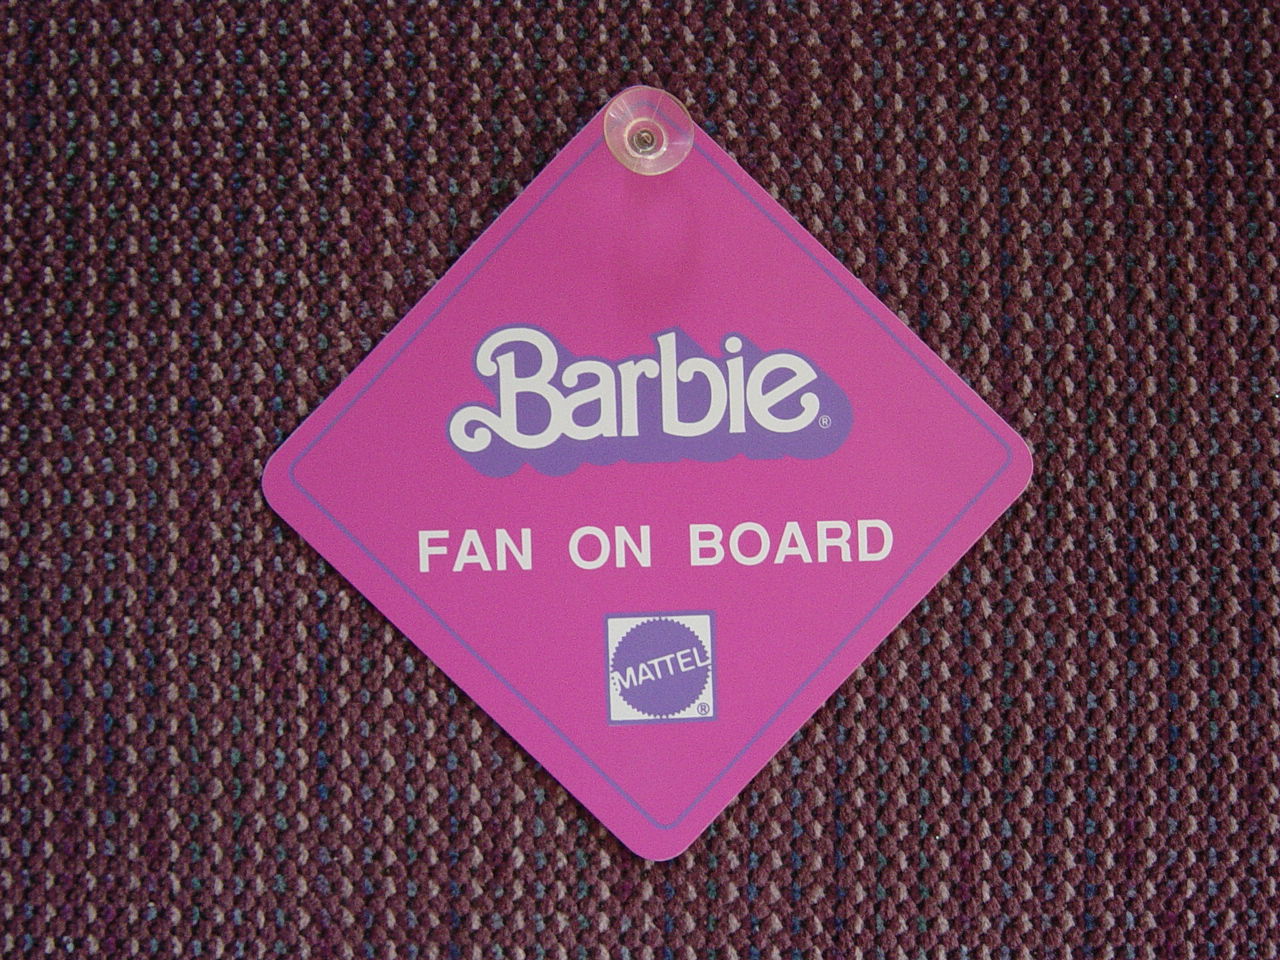 Barbie®
FAN ON BOARD
MATTEL
®